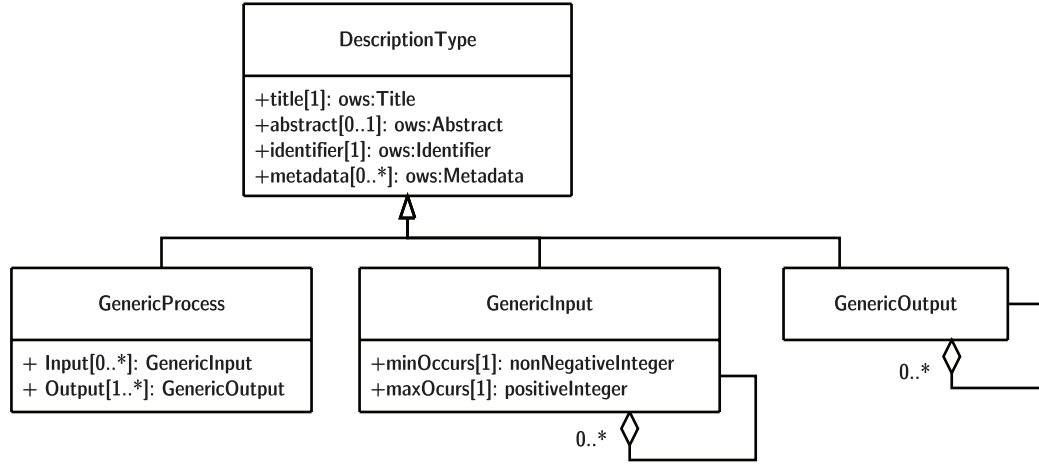 DescriptionType
+title[1]: ows:Title
+abstract[0..1]: ows:Abstract
+identifier[1]: ows:Identifier
+metadata[0..*]: ows:Metadata
GenericProcess
+ Input[0..*]: GenericInput
+ Output[1..*]: GenericOutput
GenericInput
+minOccurs[1]: nonNegativeInteger
+maxOcurs[1]: positiveInteger
0..*
GenericOutput
0..*